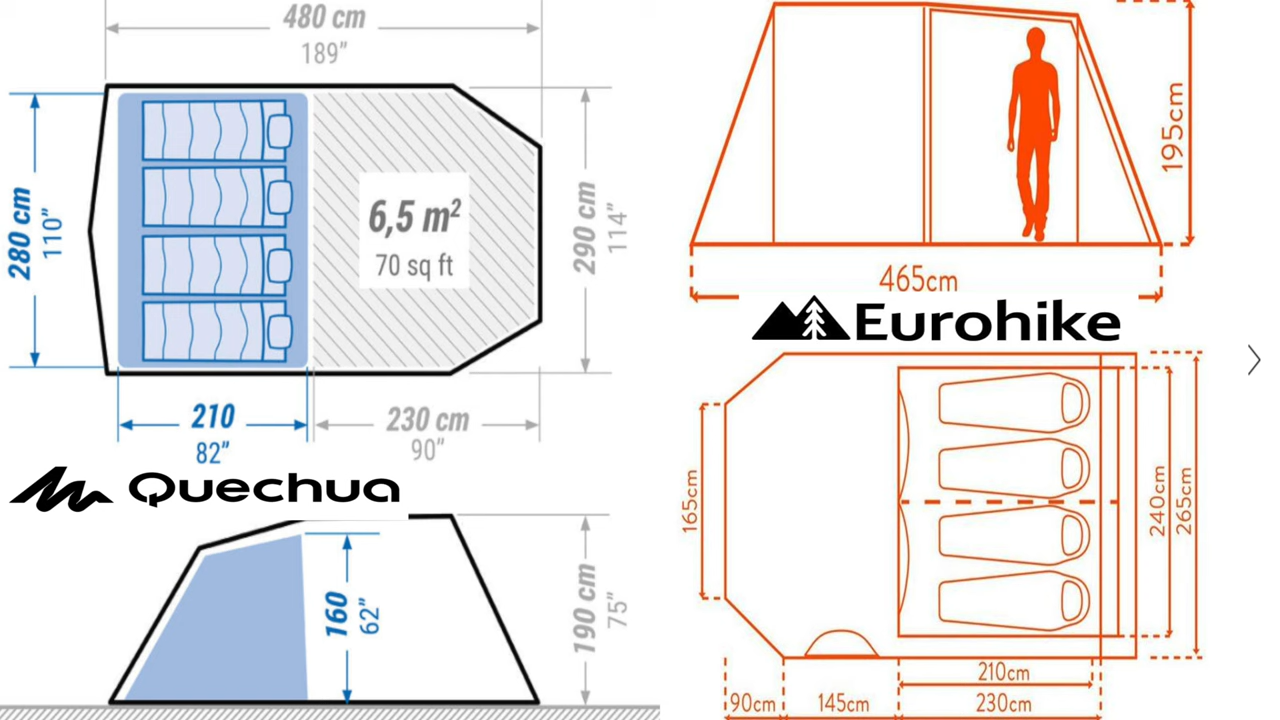 480 cm
189”
280 cm
110”
6,5 m²
70 sq ft
290 cm
114”
210
82”
230 cm
90”
Quechua
160
62”
190 cm
75”
195cm
465cm
Eurohike
165cm
240cm
265cm
210cm
90cm
145cm
230cm